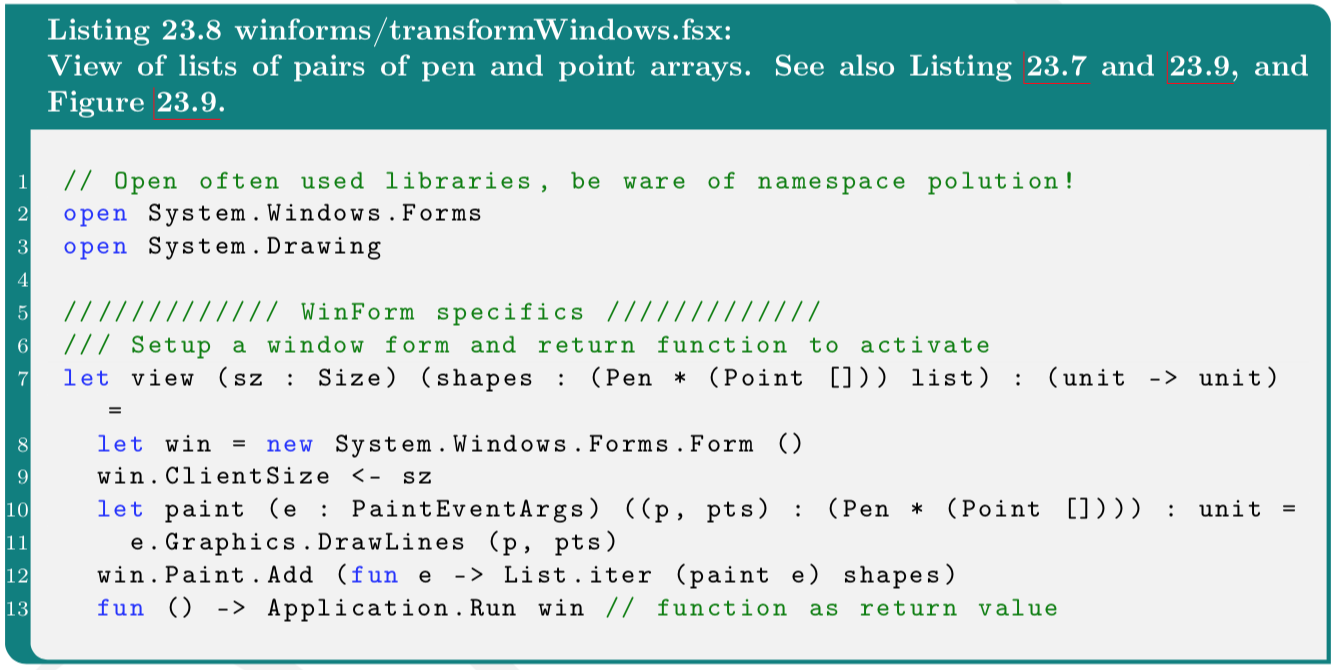 Listing 23.8 winforms/transformWindows.fsx:
View of lists of pairs of pen and point arrays. See also Listing 23.7 and 23.9, and
Figure 23.9.
1 // Open often used libraries, be ware of namespace polution!
2 open System.Windows.Forms
3 open System.Drawing
4
5 ///////////// WinForm specifics /////////////
6 /// Setup a window form and return function to activate
7 let view (sz : Size) (shapes : (Pen * (Point [])) list) : (unit -> unit)
=
8 let win = new System.Windows.Forms.Form ()
9 win.ClientSize <- sz
10 let paint (e : PaintEventArgs) ((p, pts) : (Pen * (Point []))) : unit =
11 e.Graphics.DrawLines (p, pts)
12 win.Paint.Add (fun e -> List.iter (paint e) shapes)
13 fun () -> Application.Run win // function as return value